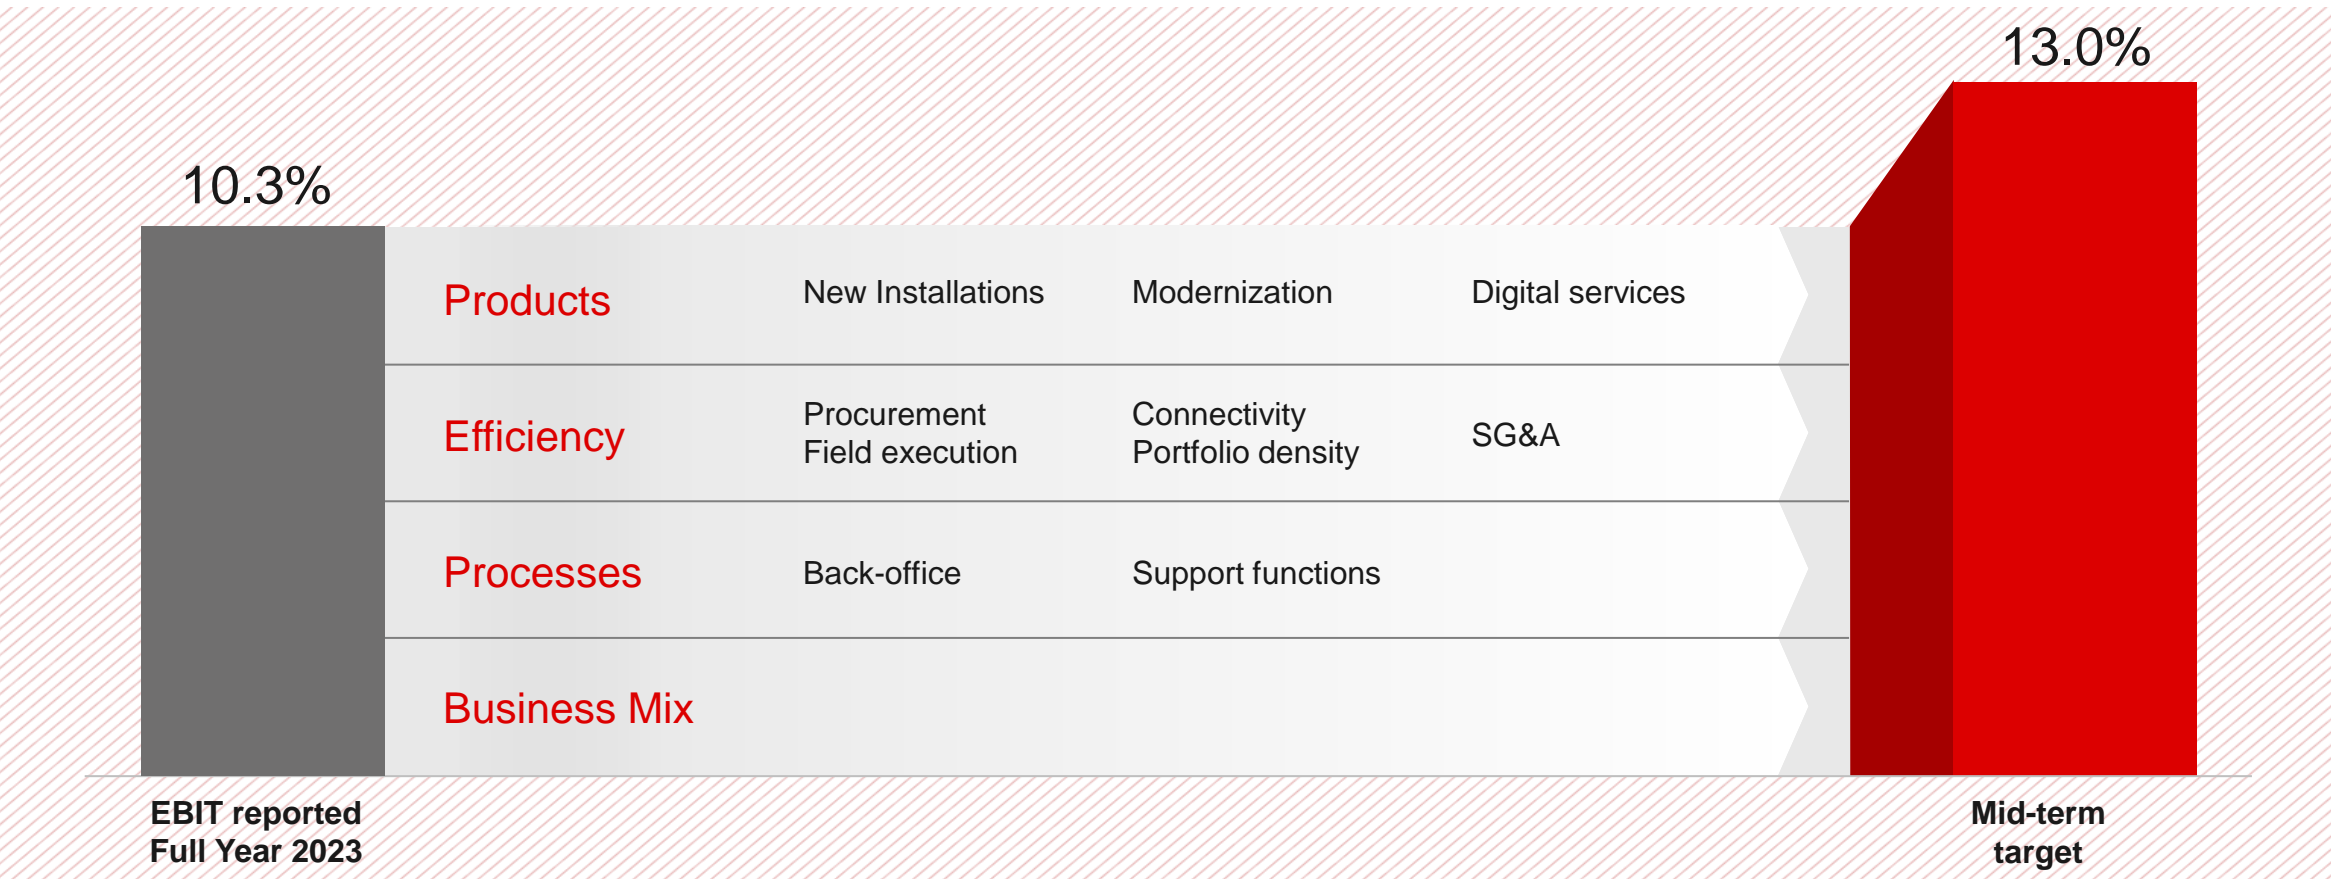 13.0%
10.3%
Products
New Installations
Modernization
Digital services
Efficiency
Procurement
Field execution
Connectivity
Portfolio density
SG&A
Processes
Back-office
Support functions
Business Mix
EBIT reported
Full Year 2023
Mid-term
target